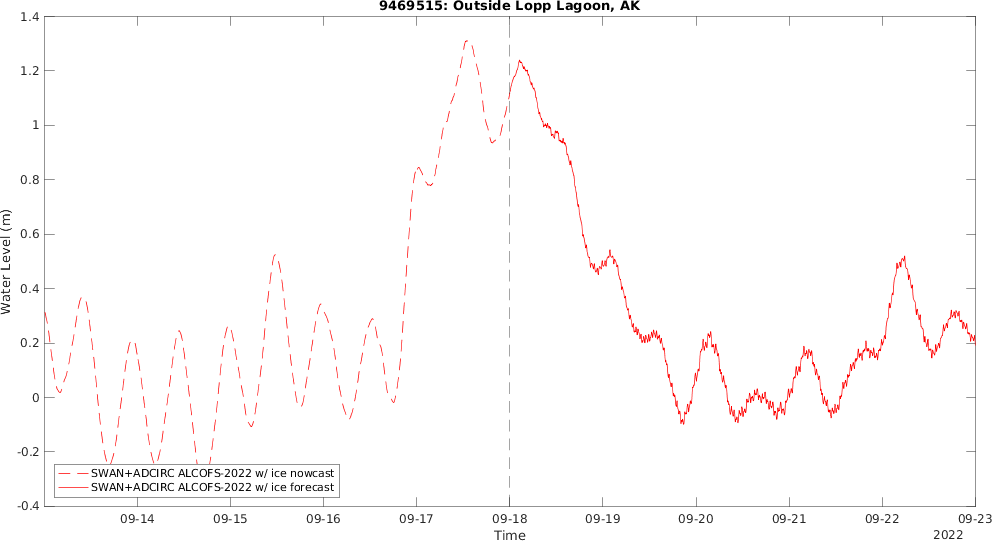 9469515: Outside Lopp Lagoon, AK
1.4
1.2
1
0.8
0.6
0.4
0.2
0
-0.2
-0.4
Water Level (m)
SWAN+ADCIRC ALCOFS-2022 w/ ice nowcast
SWAN+ADCIRC ALCOFS-2022 w/ ice forecast
09-14 09-15 09-16 09-17 09-18 09-19 09-20 09-21 09-22 09-23
Time
2022